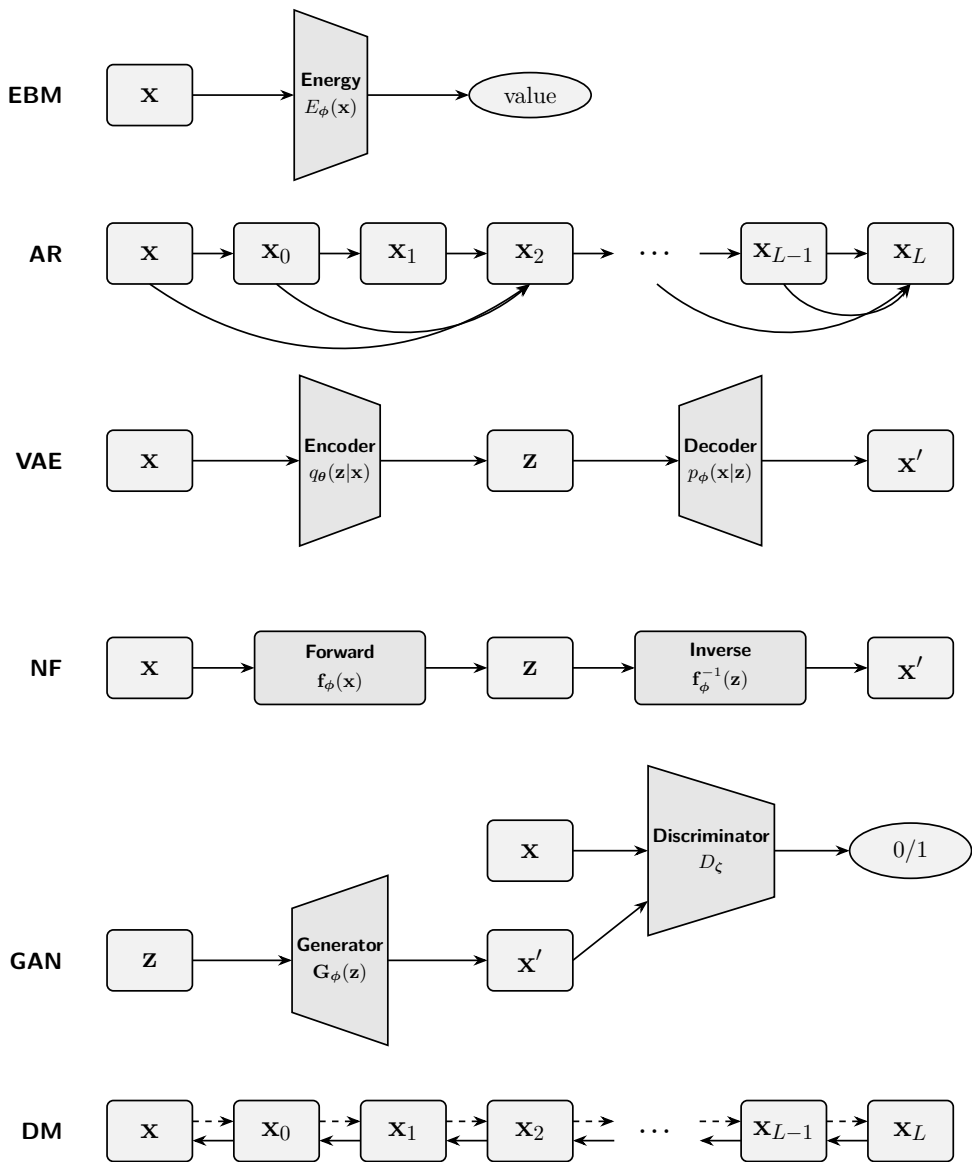 EBM x Energy value
E_ϕ(x)
AR x x_0 x_1 x_2 ⋯ x_{L−1} x_L
VAE x Encoder z Decoder x′
q_θ(z|x) p_ϕ(x|z)
NF x Forward z Inverse x′
f_ϕ(x) f_ϕ^{−1}(z)
x Discriminator 0/1
D_ζ
GAN z Generator x′
G_ϕ(z)
DM x x_0 x_1 x_2 ⋯ x_{L−1} x_L